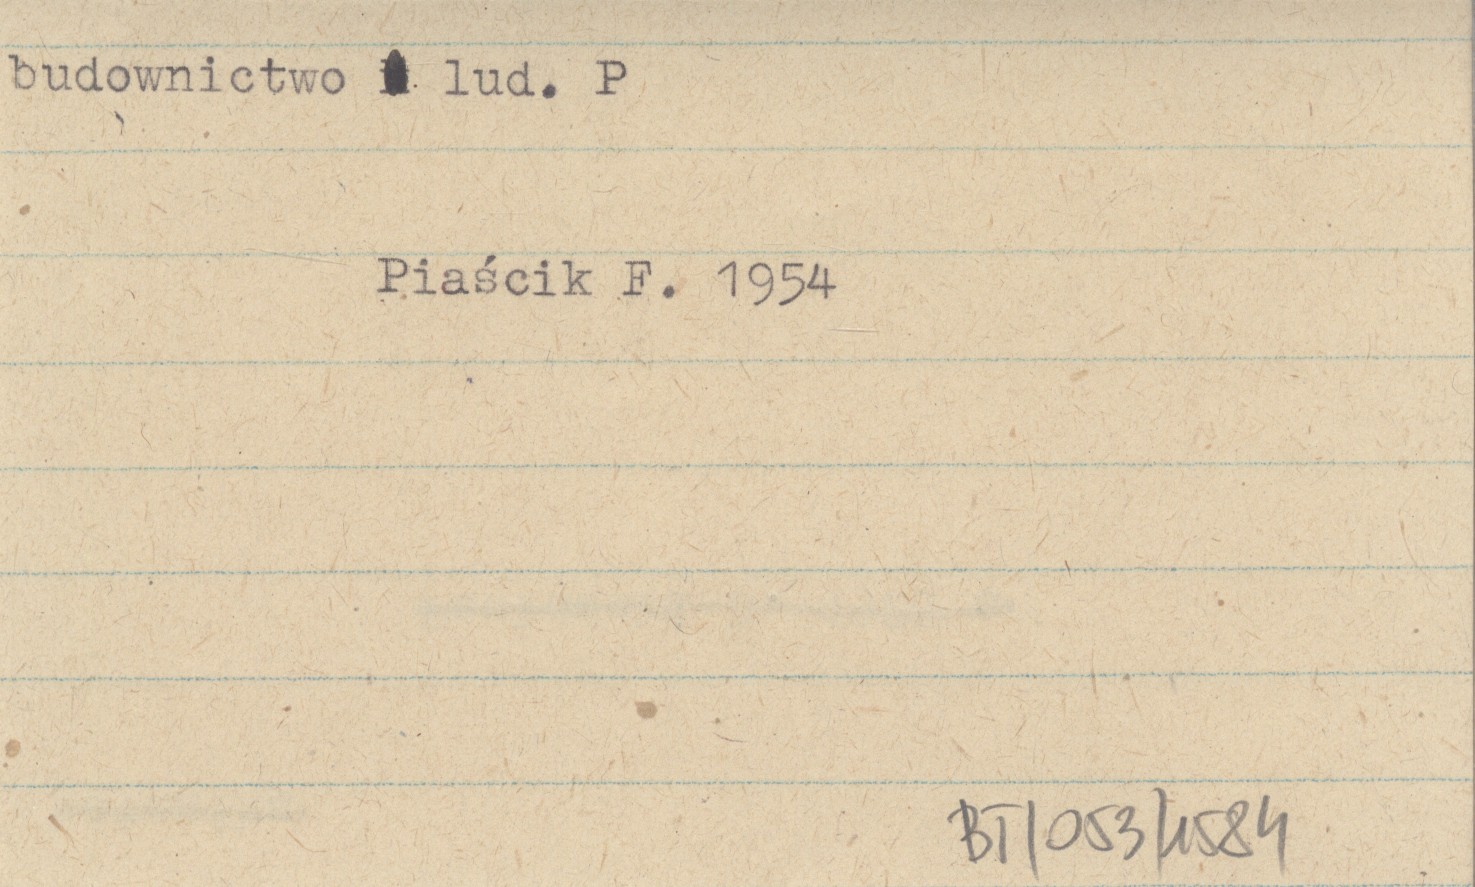 budownictwo lud. P
Piaścik F. 1954
BT/053/1584